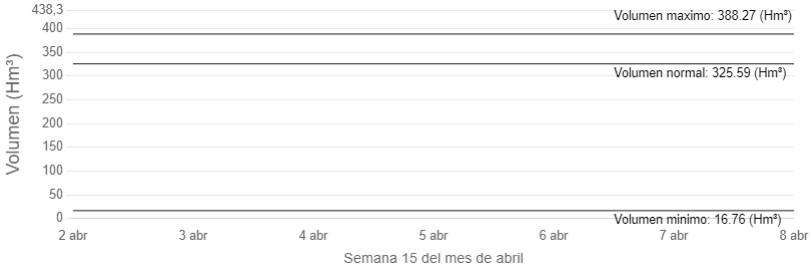 438,3
Volumen maximo: 388.27 (Hm³)
400
350
Volumen normal: 325.59 (Hm³)
300
250
200
150
100
50
0
Volumen minimo: 16.76 (Hm³)
Volumen (Hm³)
2 abr 3 abr 4 abr 5 abr 6 abr 7 abr 8 abr
Semana 15 del mes de abril